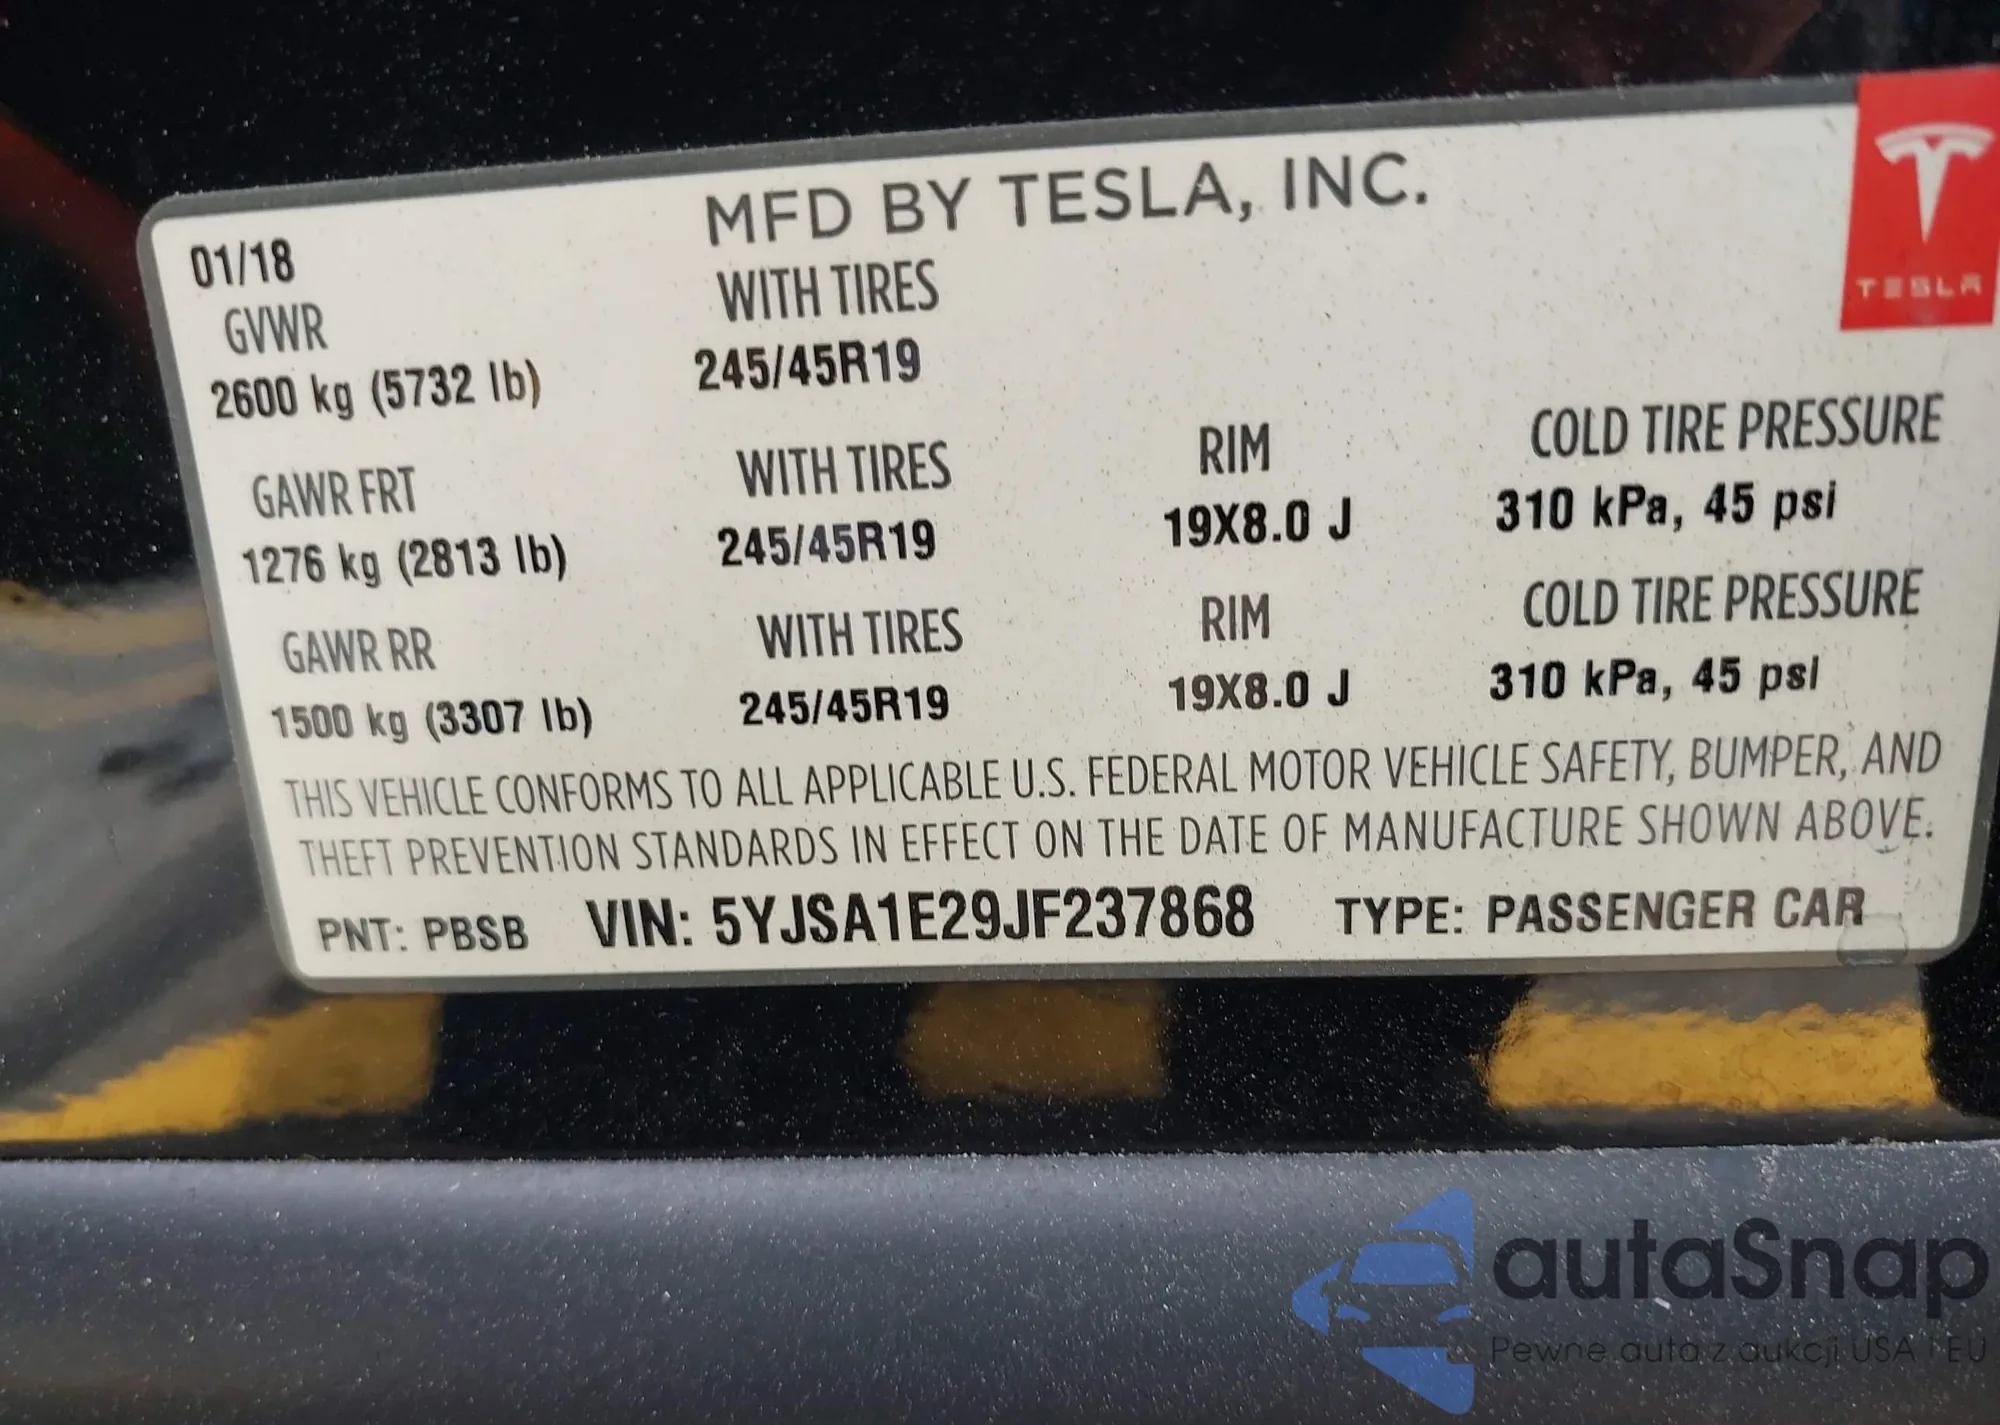 MFD BY TESLA, INC.
TESLA
01/18
GVWR WITH TIRES
2600 kg (5732 lb) 245/45R19
GAWR FRT WITH TIRES RIM COLD TIRE PRESSURE
1276 kg (2813 lb) 245/45R19 19X8.0 J 310 kPa, 45 psi
GAWR RR WITH TIRES RIM COLD TIRE PRESSURE
1500 kg (3307 lb) 245/45R19 19X8.0 J 310 kPa, 45 psi
THIS VEHICLE CONFORMS TO ALL APPLICABLE U.S. FEDERAL MOTOR VEHICLE SAFETY, BUMPER, AND
THEFT PREVENTION STANDARDS IN EFFECT ON THE DATE OF MANUFACTURE SHOWN ABOVE.
PNT: PBSB VIN: 5YJSA1E29JF237868 TYPE: PASSENGER CAR
autaSnap
Pewne auta z aukcji USA i EU